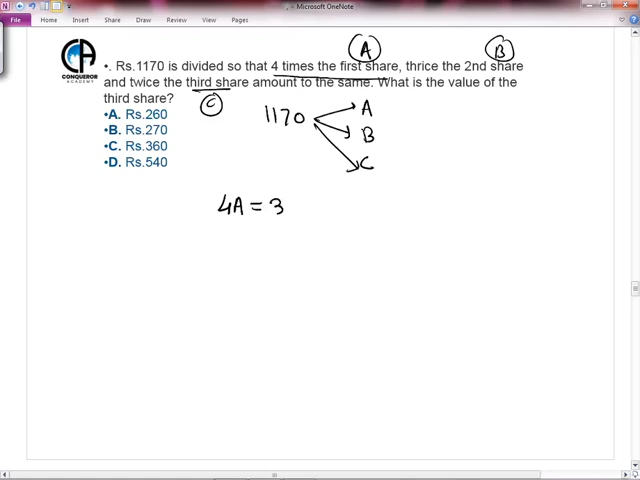 - Microsoft OneNote
File Home Insert Draw History Review View
A B
•. Rs.1170 is divided so that 4 times the first share, thrice the 2nd share
and twice the third share amount to the same. What is the value of the
third share?
C
CONQUEROR
ACADEMY
•A. Rs.260
•B. Rs.270
•C. Rs.360
•D. Rs.540
1170
A
B
C
4A = 3